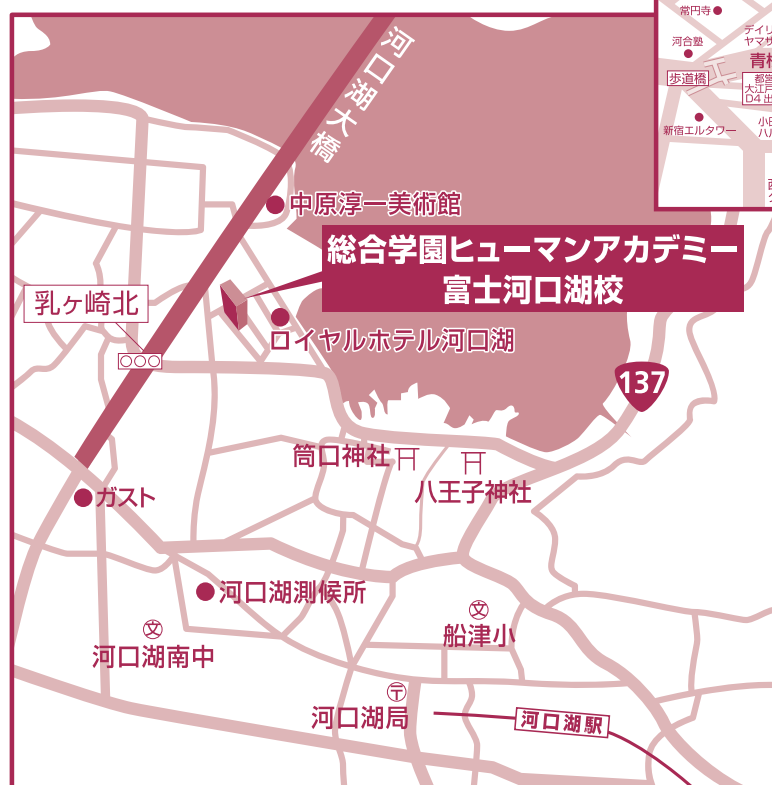 常円寺
河合塾
歩道橋
新宿エルタワー
河口湖大橋
中原淳一美術館
総合学園ヒューマンアカデミー
富士河口湖校
乳ヶ崎北
ロイヤルホテル河口湖
137
筒口神社
八王子神社
ガスト
河口湖測候所
文
船津小
文
河口湖南中
〒
河口湖局
河口湖駅